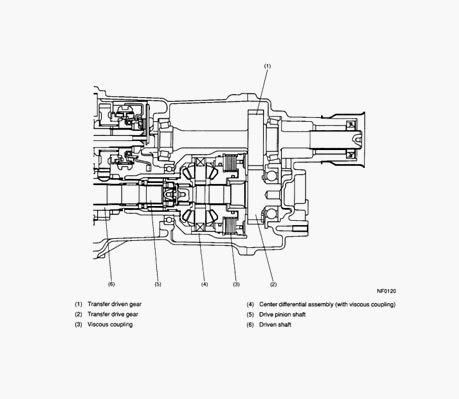 (1)
(6)
(5)
(4)
(3)
(2)
NF0120
(1) Transfer driven gear
(2) Transfer drive gear
(3) Viscous coupling
(4) Center differential assembly (with viscous coupling)
(5) Drive pinion shaft
(6) Driven shaft